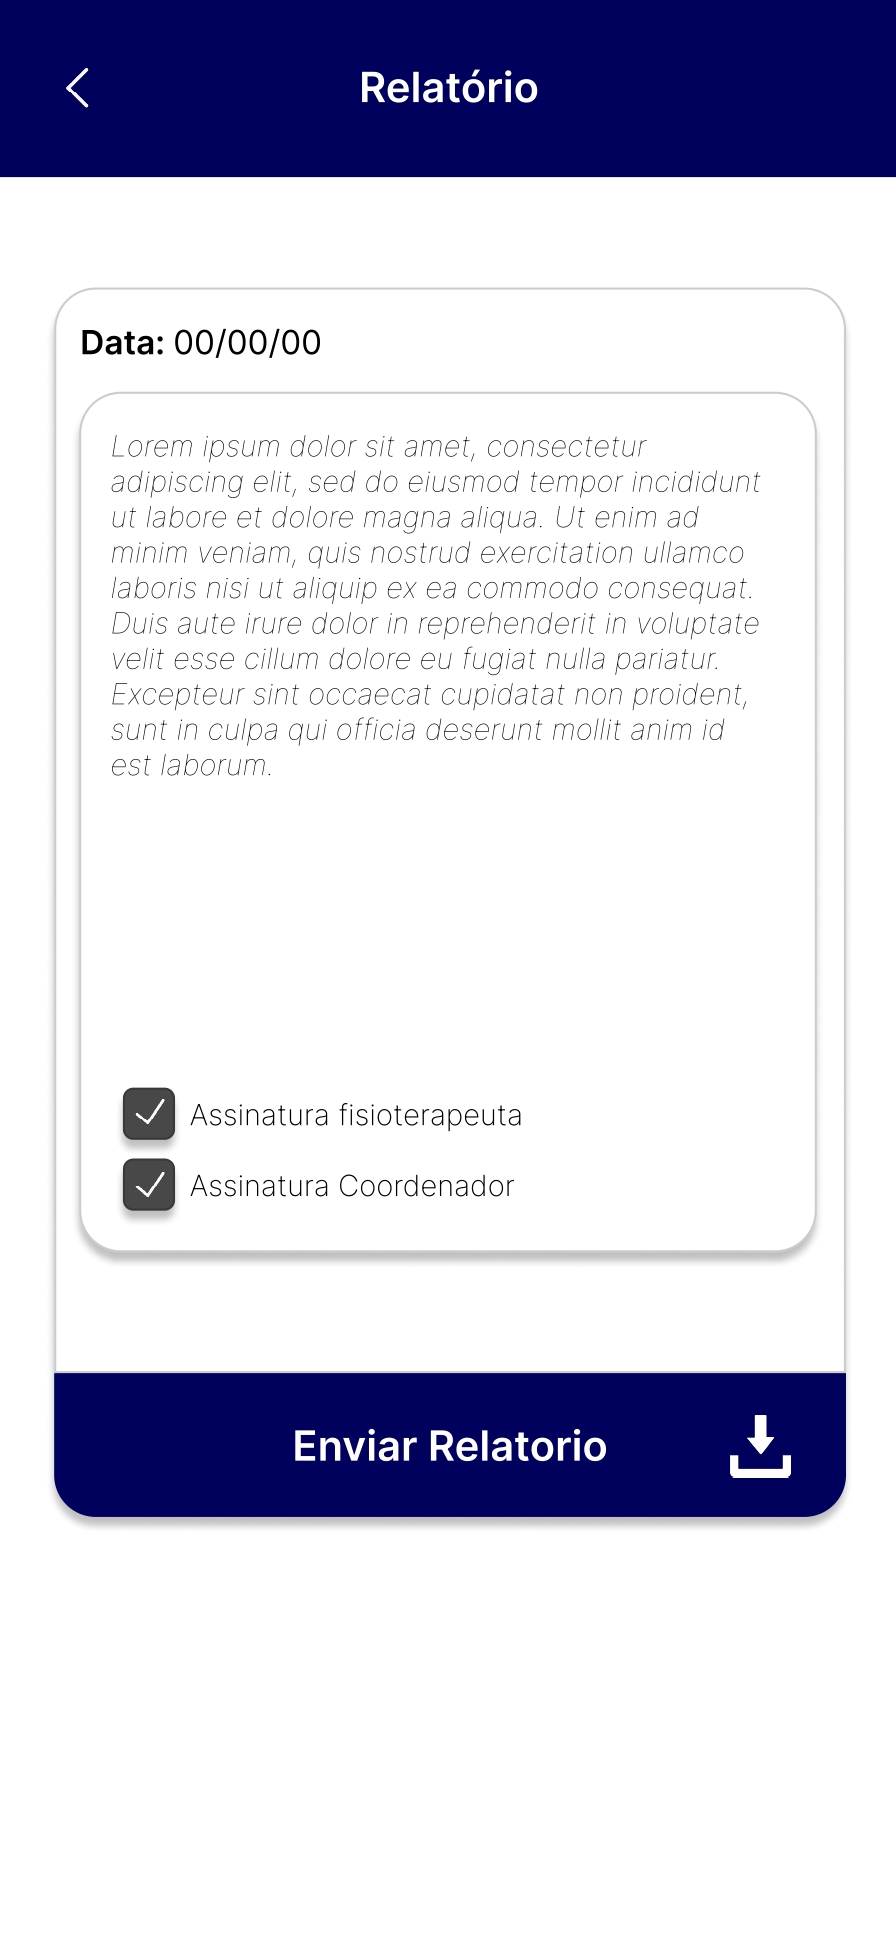 Relatório
Data: 00/00/00
Lorem ipsum dolor sit amet, consectetur
adipiscing elit, sed do eiusmod tempor incididunt
ut labore et dolore magna aliqua. Ut enim ad
minim veniam, quis nostrud exercitation ullamco
laboris nisi ut aliquip ex ea commodo consequat.
Duis aute irure dolor in reprehenderit in voluptate
velit esse cillum dolore eu fugiat nulla pariatur.
Excepteur sint occaecat cupidatat non proident,
sunt in culpa qui officia deserunt mollit anim id
est laborum.
Assinatura fisioterapeuta
Assinatura Coordenador
Enviar Relatorio